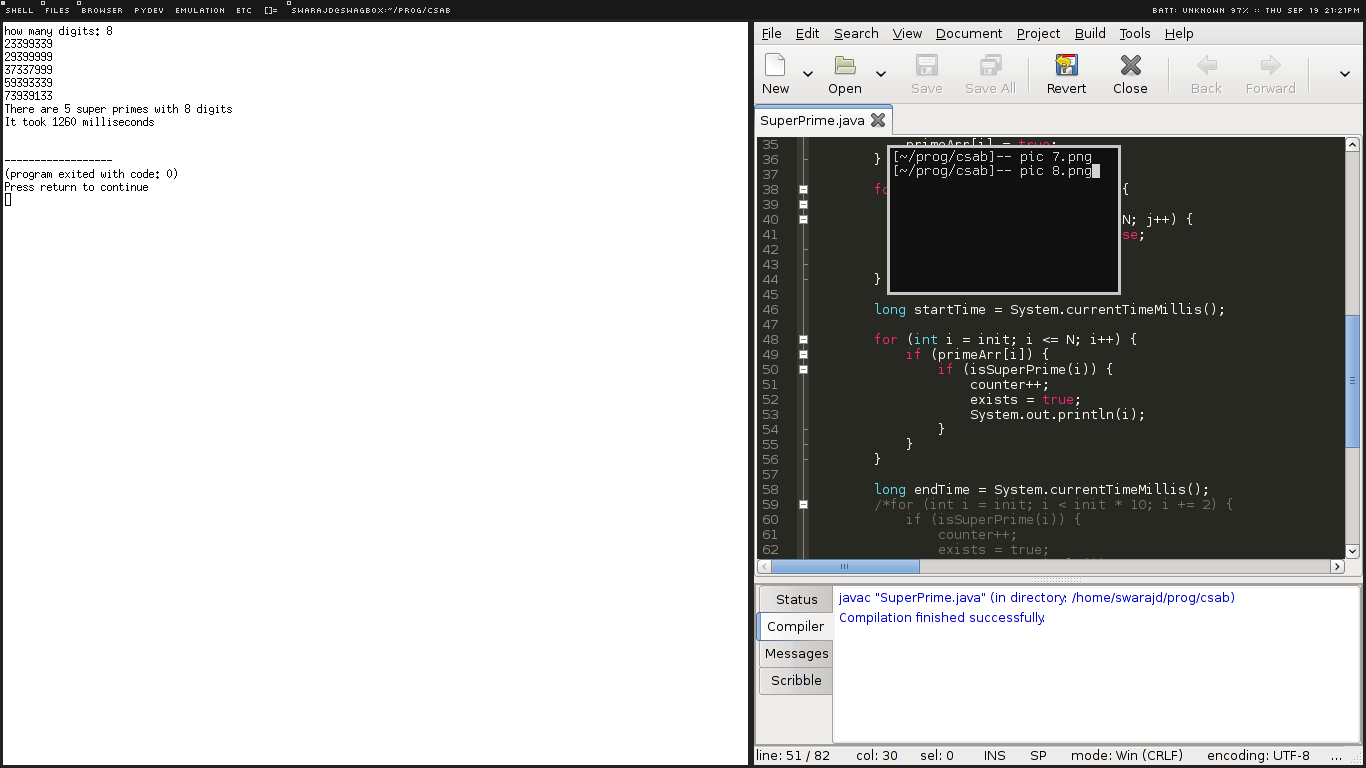 SHELL FILES BROWSER PYDEV EMULATION ETC []= SWARAJD@SWAGBOX:~/PROG/CSAB BATT: UNKNOWN 97% :: THU SEP 19 21:21PM
how many digits: 8
23399339
29399999
37337999
59393339
73939133
There are 5 super primes with 8 digits
It took 1260 milliseconds
------------------
(program exited with code: 0)
Press return to continue
File Edit Search View Document Project Build Tools Help
New Open Save Save All Revert Close Back Forward
SuperPrime.java
35 primeArr[i] = true;
36 }
37
38 {
39
40 N; j++) {
41 se;
42
43
44 }
45
46 long startTime = System.currentTimeMillis();
47
48 for (int i = init; i <= N; i++) {
49 if (primeArr[i]) {
50 if (isSuperPrime(i)) {
51 counter++;
52 exists = true;
53 System.out.println(i);
54 }
55 }
56 }
57
58 long endTime = System.currentTimeMillis();
59 /*for (int i = init; i < init * 10; i += 2) {
60 if (isSuperPrime(i)) {
61 counter++;
62 exists = true;
[~/prog/csab]-- pic 7.png
[~/prog/csab]-- pic 8.png
Status
Compiler
Messages
Scribble
javac "SuperPrime.java" (in directory: /home/swarajd/prog/csab)
Compilation finished successfully.
line: 51 / 82 col: 30 sel: 0 INS SP mode: Win (CRLF) encoding: UTF-8 ...